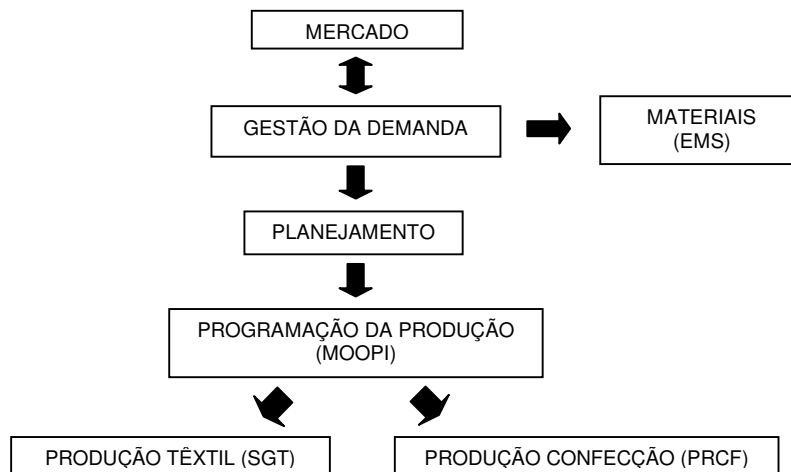 MERCADO
GESTÃO DA DEMANDA
MATERIAIS
(EMS)
PLANEJAMENTO
PROGRAMAÇÃO DA PRODUÇÃO
(MOOPI)
PRODUÇÃO TÊXTIL (SGT)
PRODUÇÃO CONFECÇÃO (PRCF)